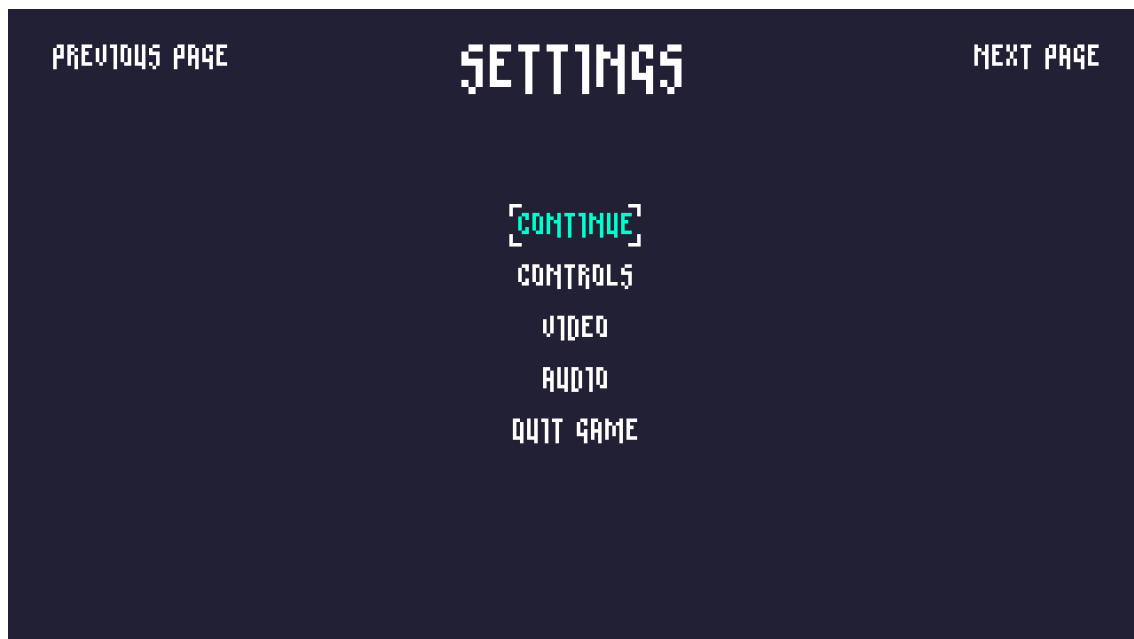 PREVIOUS PAGE
SETTINGS
NEXT PAGE
CONTINUE
CONTROLS
VIDEO
AUDIO
QUIT GAME